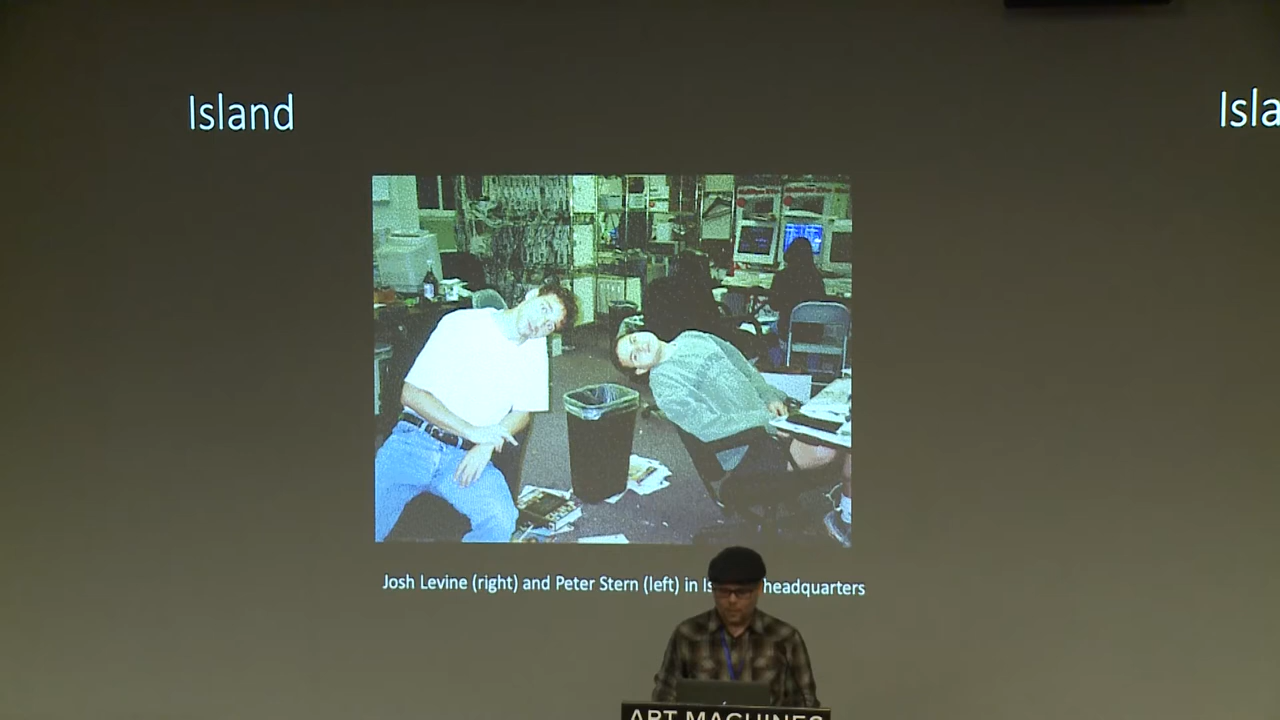 Island
Isla
Josh Levine (right) and Peter Stern (left) in Is headquarters
ART MACHINES